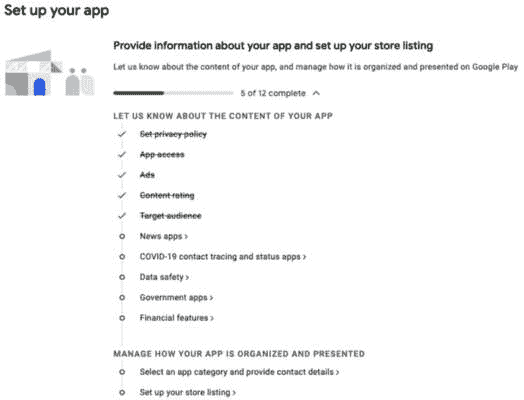 Set up your app
Provide information about your app and set up your store listing
Let us know about the content of your app, and manage how it is organized and presented on Google Play
5 of 12 complete
LET US KNOW ABOUT THE CONTENT OF YOUR APP
Set privacy policy
App access
Ads
Content rating
Target audience
News apps >
COVID-19 contact tracing and status apps >
Data safety >
Government apps >
Financial features >
MANAGE HOW YOUR APP IS ORGANIZED AND PRESENTED
Select an app category and provide contact details >
Set up your store listing >